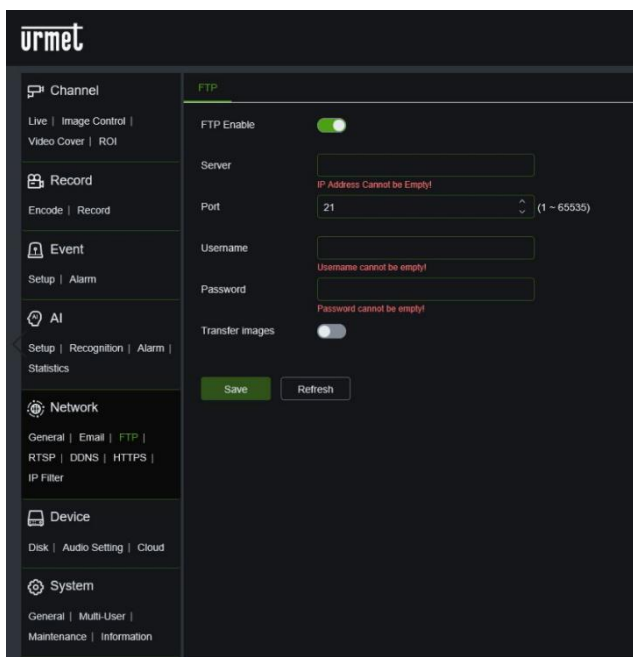 urmet
Channel
Live | Image Control |
Video Cover | ROI
Record
Encode | Record
Event
Setup | Alarm
AI
Setup | Recognition | Alarm |
Statistics
Network
General | Email | FTP |
RTSP | DDNS | HTTPS |
IP Filter
Device
Disk | Audio Setting | Cloud
System
General | Multi-User |
Maintenance | Information
FTP
FTP Enable
Server
IP Address Cannot be Empty!
Port 21 (1 ~ 65535)
Username
Username cannot be empty!
Password
Password cannot be empty!
Transfer images
Save Refresh